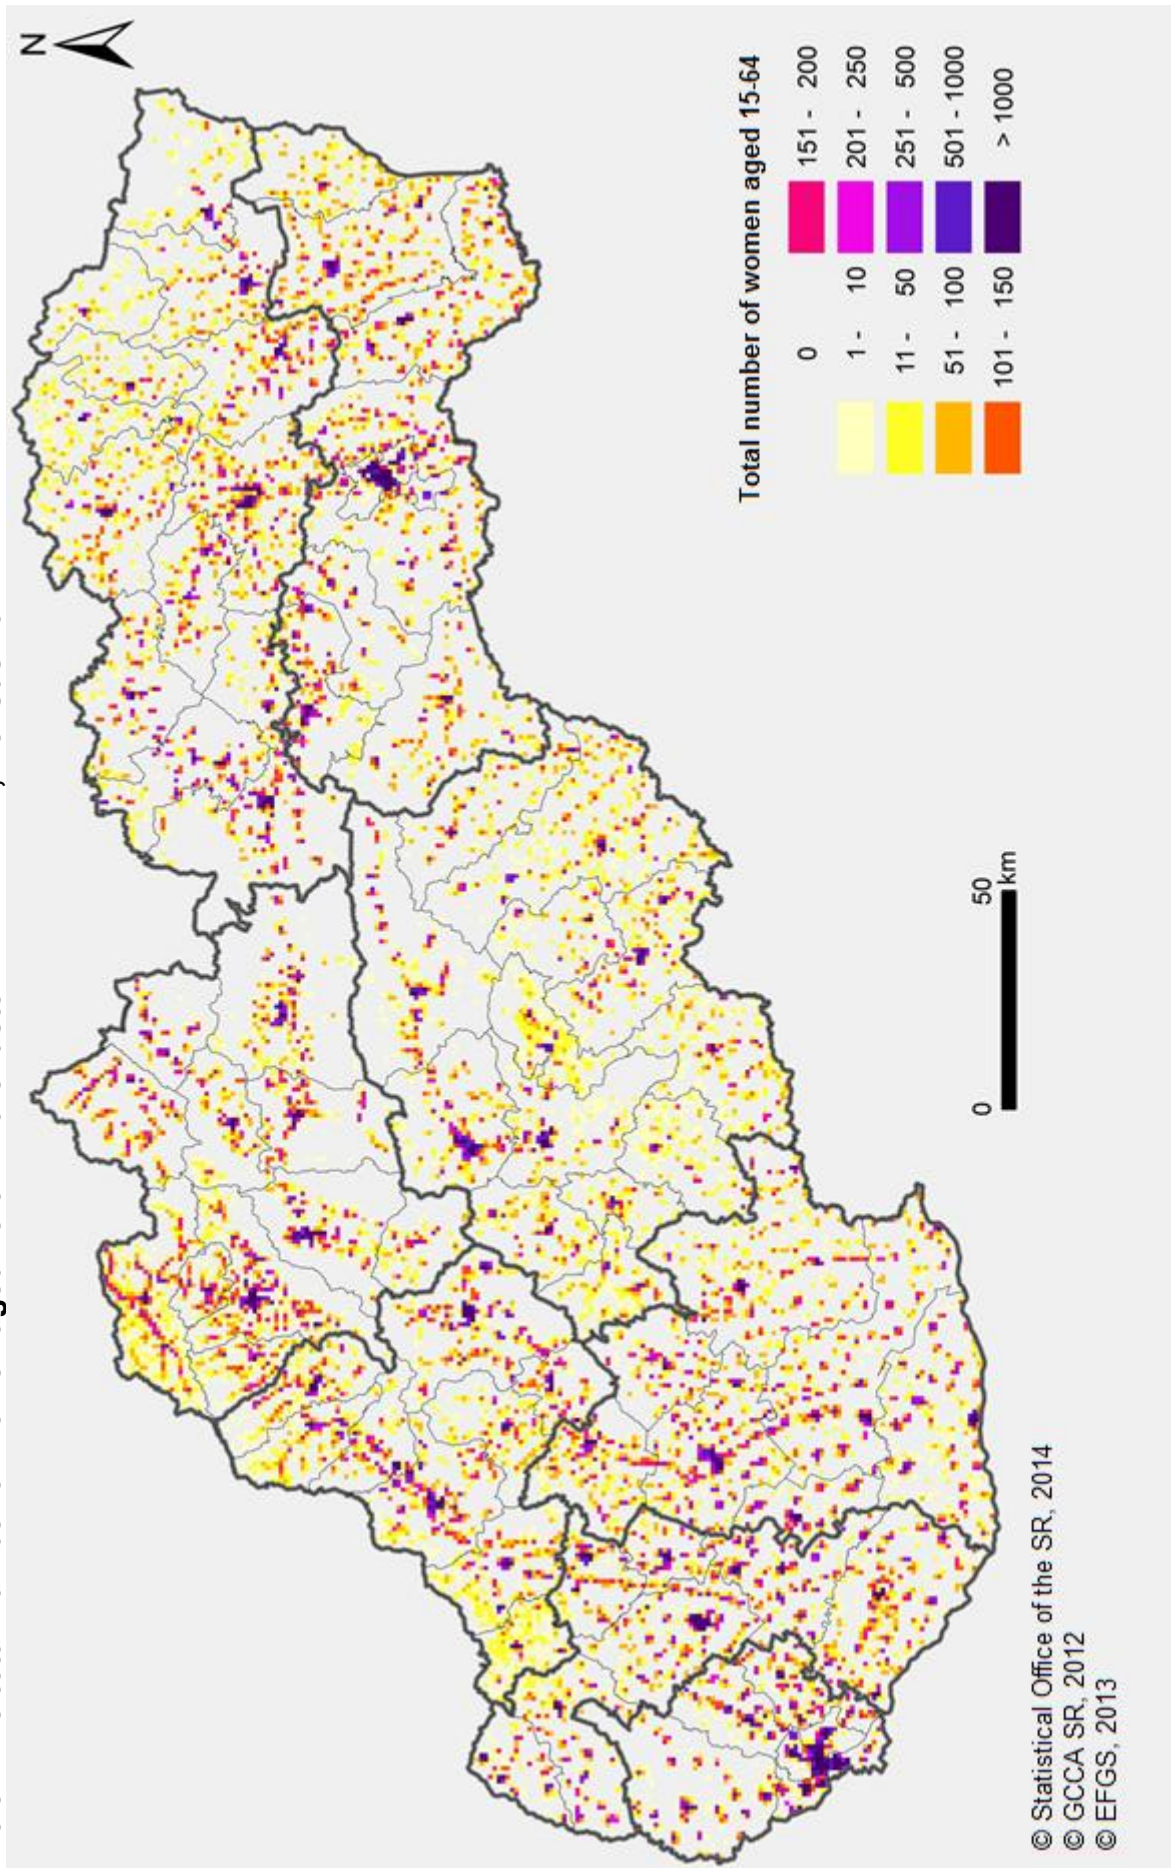 N
Total number of women aged 15-64
0
1 - 10
11 - 50
51 - 100
101 - 150
151 - 200
201 - 250
251 - 500
501 - 1000
> 1000
0 50
km
© Statistical Office of the SR, 2014
© GCCA SR, 2012
© EFGS, 2013